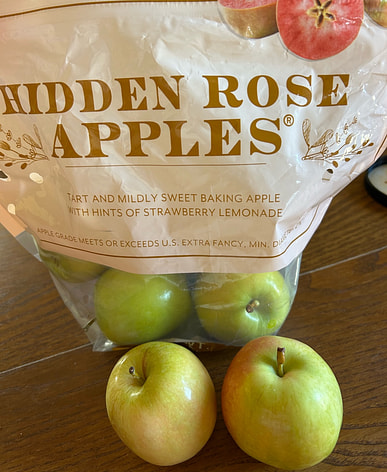 HIDDEN ROSE
APPLES®
TART AND MILDLY SWEET BAKING APPLE
WITH HINTS OF STRAWBERRY LEMONADE
APPLE GRADE MEETS OR EXCEEDS U.S. EXTRA FANCY, MIN.